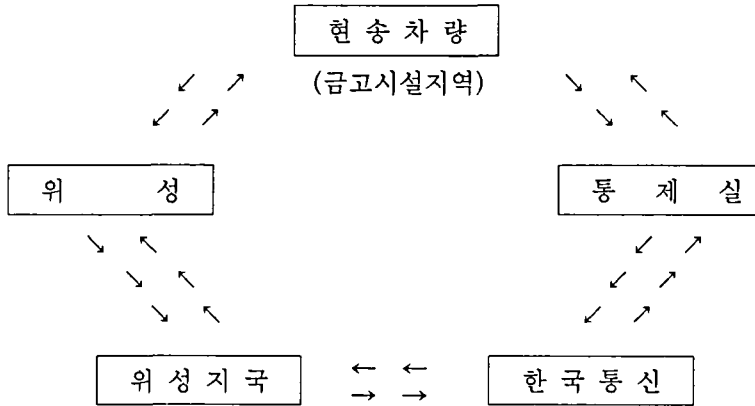 현 송 차 량
(금고시설지역)
위 성
통 제 실
위 성 지 국
한 국 통 신